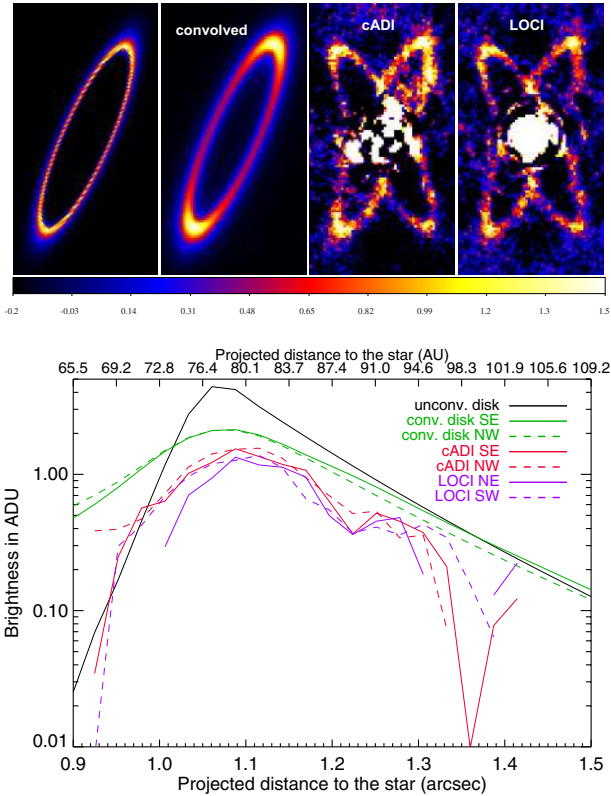 convolved
cADI
LOCI
-0.2 -0.03 0.14 0.31 0.48 0.65 0.82 0.99 1.2 1.3 1.5
Projected distance to the star (AU)
65.5 69.2 72.8 76.4 80.1 83.7 87.4 91.0 94.6 98.3 101.9 105.6 109.2
unconv. disk
conv. disk SE
conv. disk NW
cADI SE
cADI NW
LOCI NE
LOCI SW
Brightness in ADU
1.00
0.10
0.01
0.9 1.0 1.1 1.2 1.3 1.4 1.5
Projected distance to the star (arcsec)